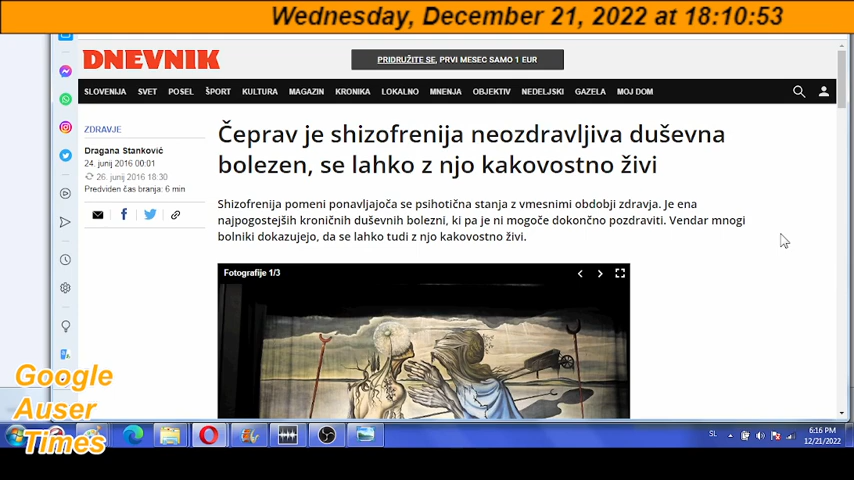 Wednesday, December 21, 2022 at 18:10:53
DNEVNIK
PRIDRUŽITE SE, PRVI MESEC SAMO 1 EUR
SLOVENIJA SVET POSEL ŠPORT KULTURA MAGAZIN KRONIKA LOKALNO MNENJA OBJEKTIV NEDELJSKI GAZELA MOJ DOM
ZDRAVJE
Dragana Stanković
24. junij 2016 00:01
26. junij 2016 18:30
Predviden čas branja: 6 min
Čeprav je shizofrenija neozdravljiva duševna
bolezen, se lahko z njo kakovostno živi
Shizofrenija pomeni ponavljajoča se psihotična stanja z vmesnimi obdobji zdravja. Je ena
najpogostejših kroničnih duševnih bolezni, ki pa je ni mogoče dokončno pozdraviti. Vendar mnogi
bolniki dokazujejo, da se lahko tudi z njo kakovostno živi.
Fotografije 1/3
Google
Auser
Times
SL
6:16 PM
12/21/2022